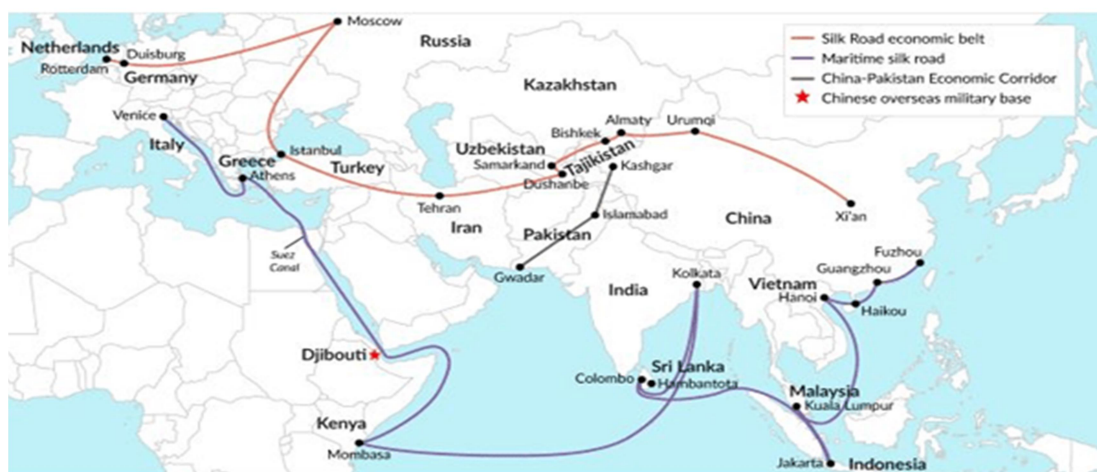 Moscow
Silk Road economic belt
Maritime silk road
China-Pakistan Economic Corridor
Chinese overseas military base
Netherlands
Duisburg
Rotterdam
Germany
Russia
Kazakhstan
Venice
Italy
Almaty
Urumqi
Bishkek
Uzbekistan
Istanbul
Greece
Turkey
Samarkand
Tajikistan
Kashgar
Athens
Dushanbe
Tehran
Xi'an
Islamabad
China
Iran
Pakistan
Suez
Canal
Fuzhou
Gwadar
Kolkata
Guangzhou
India
Vietnam
Hanoi
Haikou
Djibouti
Sri Lanka
Colombo
Hambantota
Malaysia
Kuala Lumpur
Kenya
Mombasa
Jakarta
Indonesia